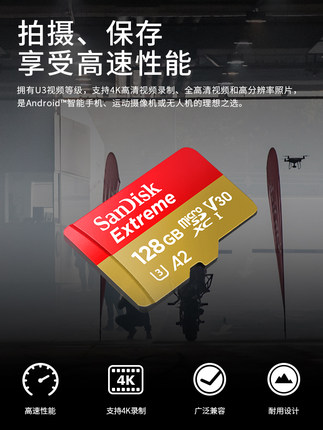 拍摄、保存
享受高速性能
拥有U3视频等级，支持4K高清视频录制、全高清视频和高分辨率照片，
是Android™智能手机、运动摄像机或无人机的理想之选。
SanDisk
Extreme
128 GB
micro SD XC I
V30
U3 A2
4K
高速性能
支持4K录制
广泛兼容
耐用设计